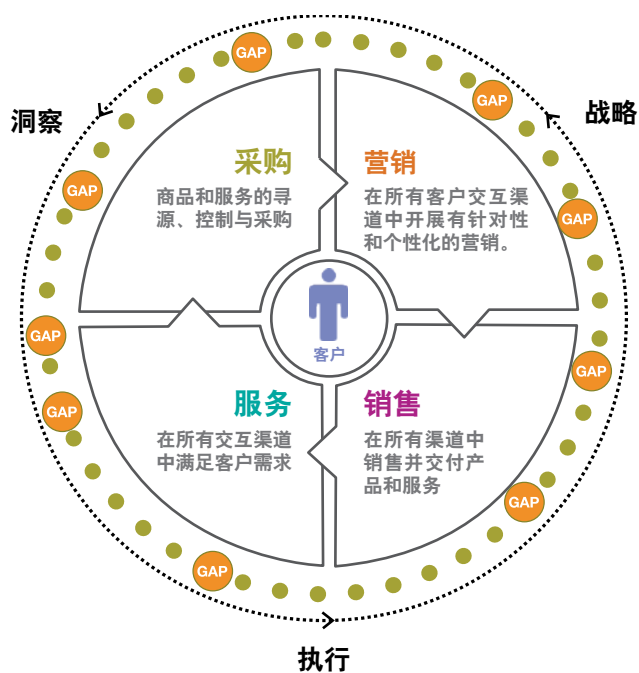 GAP
GAP
洞察
战略
GAP
采购
商品和服务的寻
源、控制与采购
营销
在所有客户交互渠
道中开展有针对性
和个性化的营销。
GAP
客户
GAP
GAP
GAP
服务
在所有交互渠道
中满足客户需求
销售
在所有渠道中
销售并交付产
品和服务
GAP
GAP
执行